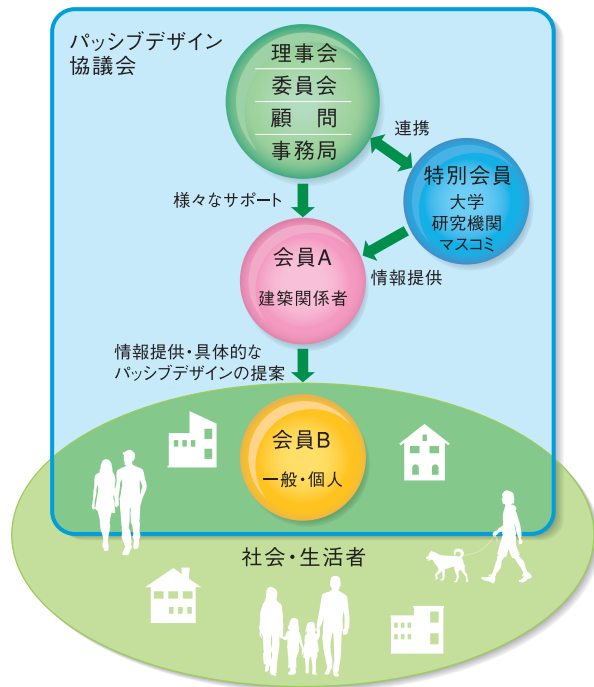 パッシブデザイン
協議会
理事会
委員会
顧　問
事務局
連携
特別会員
大学
研究機関
マスコミ
様々なサポート
会員A
建築関係者
情報提供
情報提供・具体的な
パッシブデザインの提案
会員B
一般・個人
社会・生活者